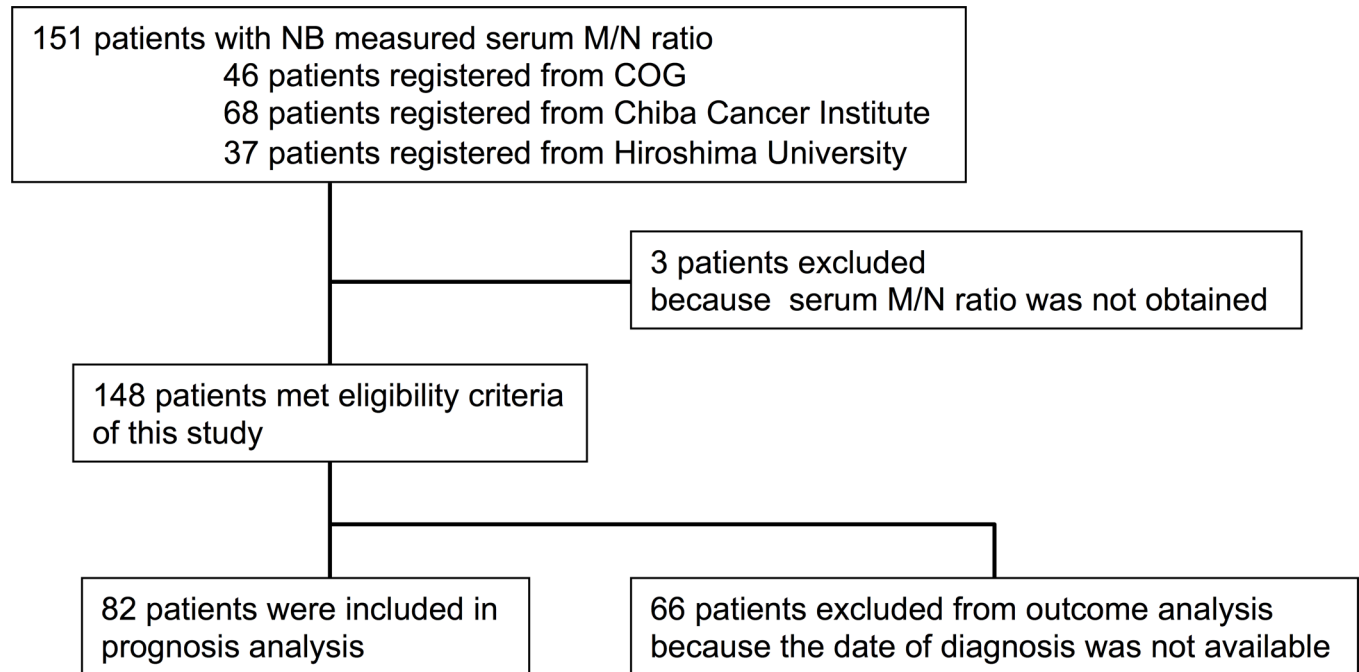 151 patients with NB measured serum M/N ratio
46 patients registered from COG
68 patients registered from Chiba Cancer Institute
37 patients registered from Hiroshima University
3 patients excluded
because serum M/N ratio was not obtained
148 patients met eligibility criteria
of this study
82 patients were included in
prognosis analysis
66 patients excluded from outcome analysis
because the date of diagnosis was not available